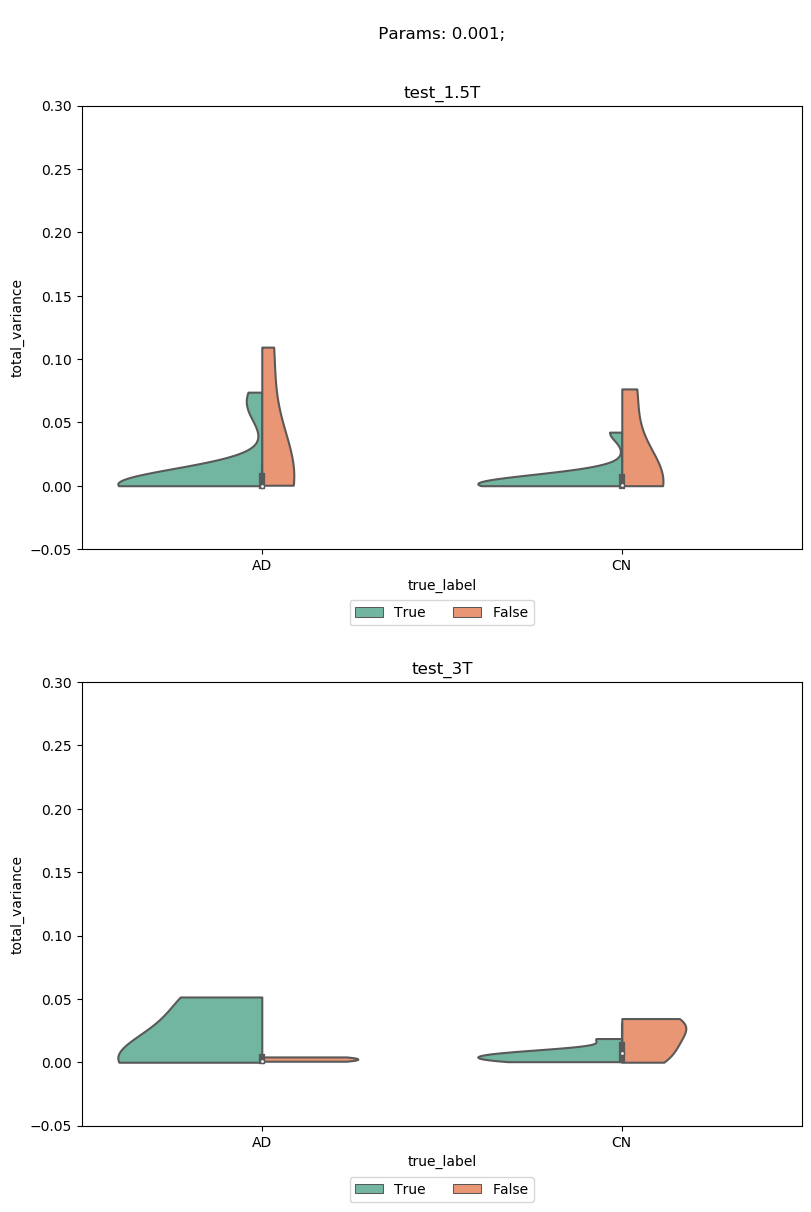 Params: 0.001;
test_1.5T
0.30
0.25
0.20
0.15
0.10
0.05
0.00
−0.05
total_variance
AD CN
true_label
True False
test_3T
0.30
0.25
0.20
0.15
0.10
0.05
0.00
−0.05
total_variance
AD CN
true_label
True False